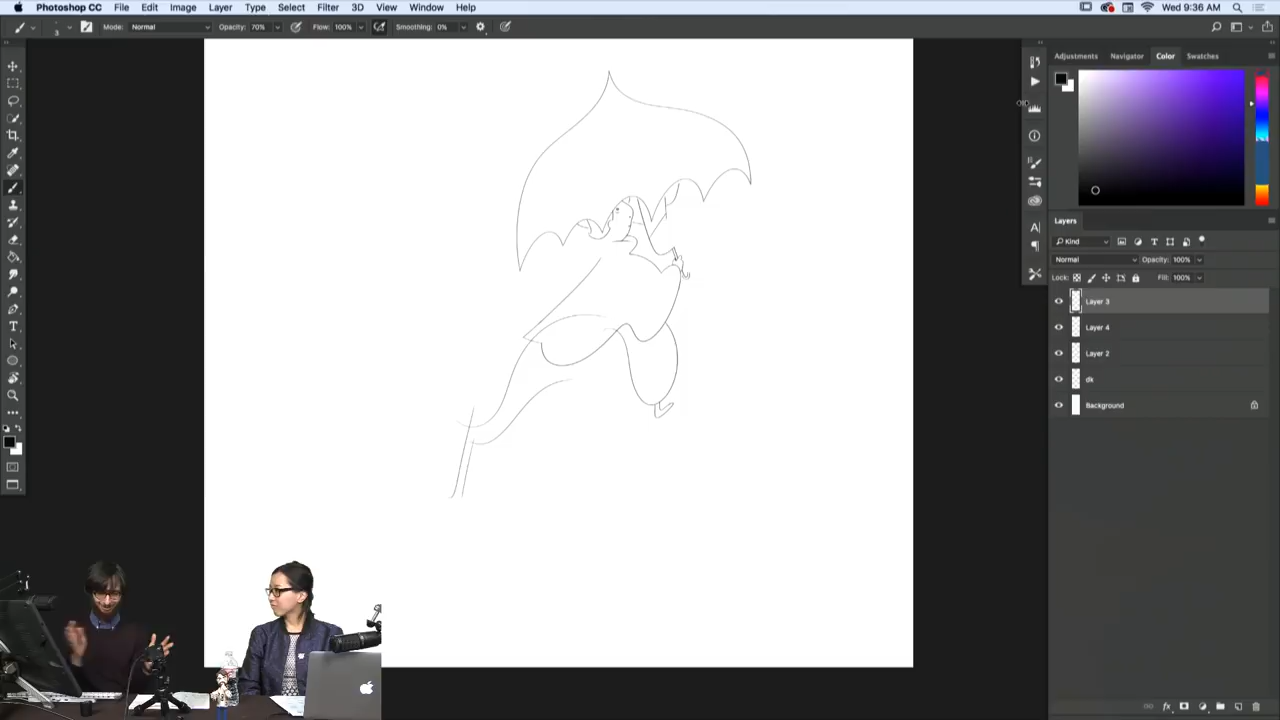 Photoshop CC File Edit Image Layer Type Select Filter 3D View Window Help Wed 9:36 AM
3 Mode: Normal Opacity: 70% Flow: 100% Smoothing: 0%
Adjustments Navigator Color Swatches
Layers
Kind
Normal Opacity: 100%
Lock: Fill: 100%
Layer 3
Layer 4
Layer 2
dk
Background